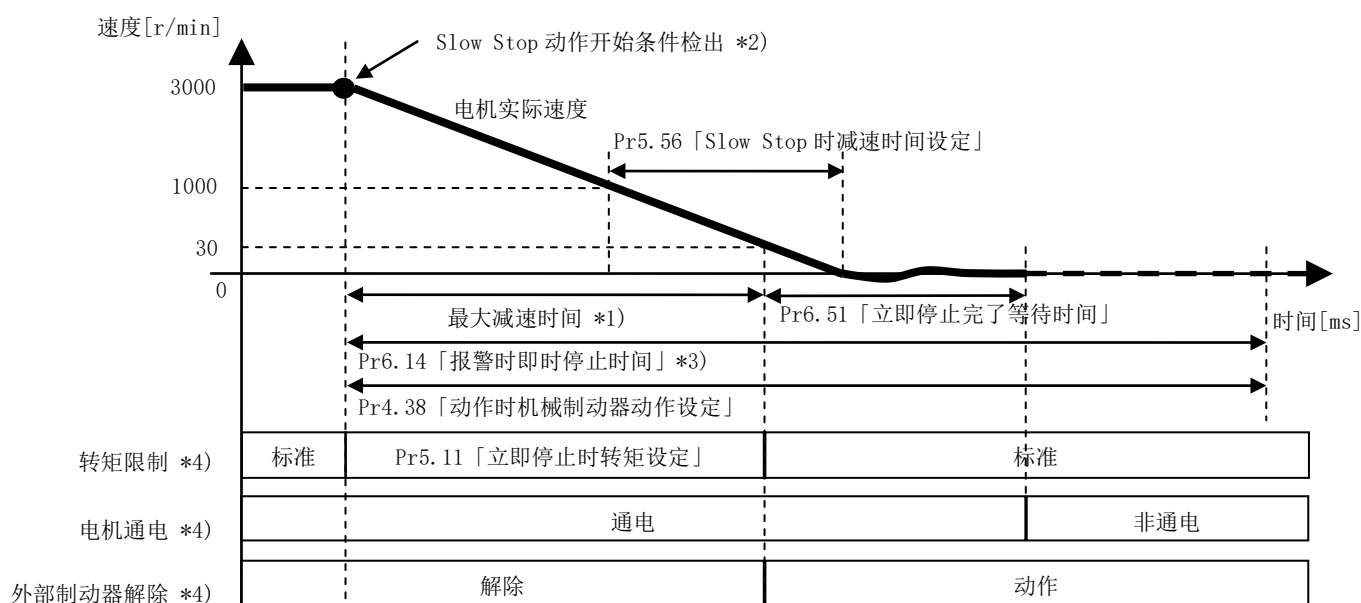 速度[r/min]
Slow Stop 动作开始条件检出 *2)
3000
电机实际速度
Pr5.56「Slow Stop 时减速时间设定」
1000
30
0
最大减速时间 *1)
Pr6.51「立即停止完了等待时间」
时间[ms]
Pr6.14「报警时即时停止时间」*3)
Pr4.38「动作时机械制动器动作设定」
转矩限制 *4)
标准
Pr5.11「立即停止时转矩设定」
标准
电机通电 *4)
通电
非通电
外部制动器解除 *4)
解除
动作